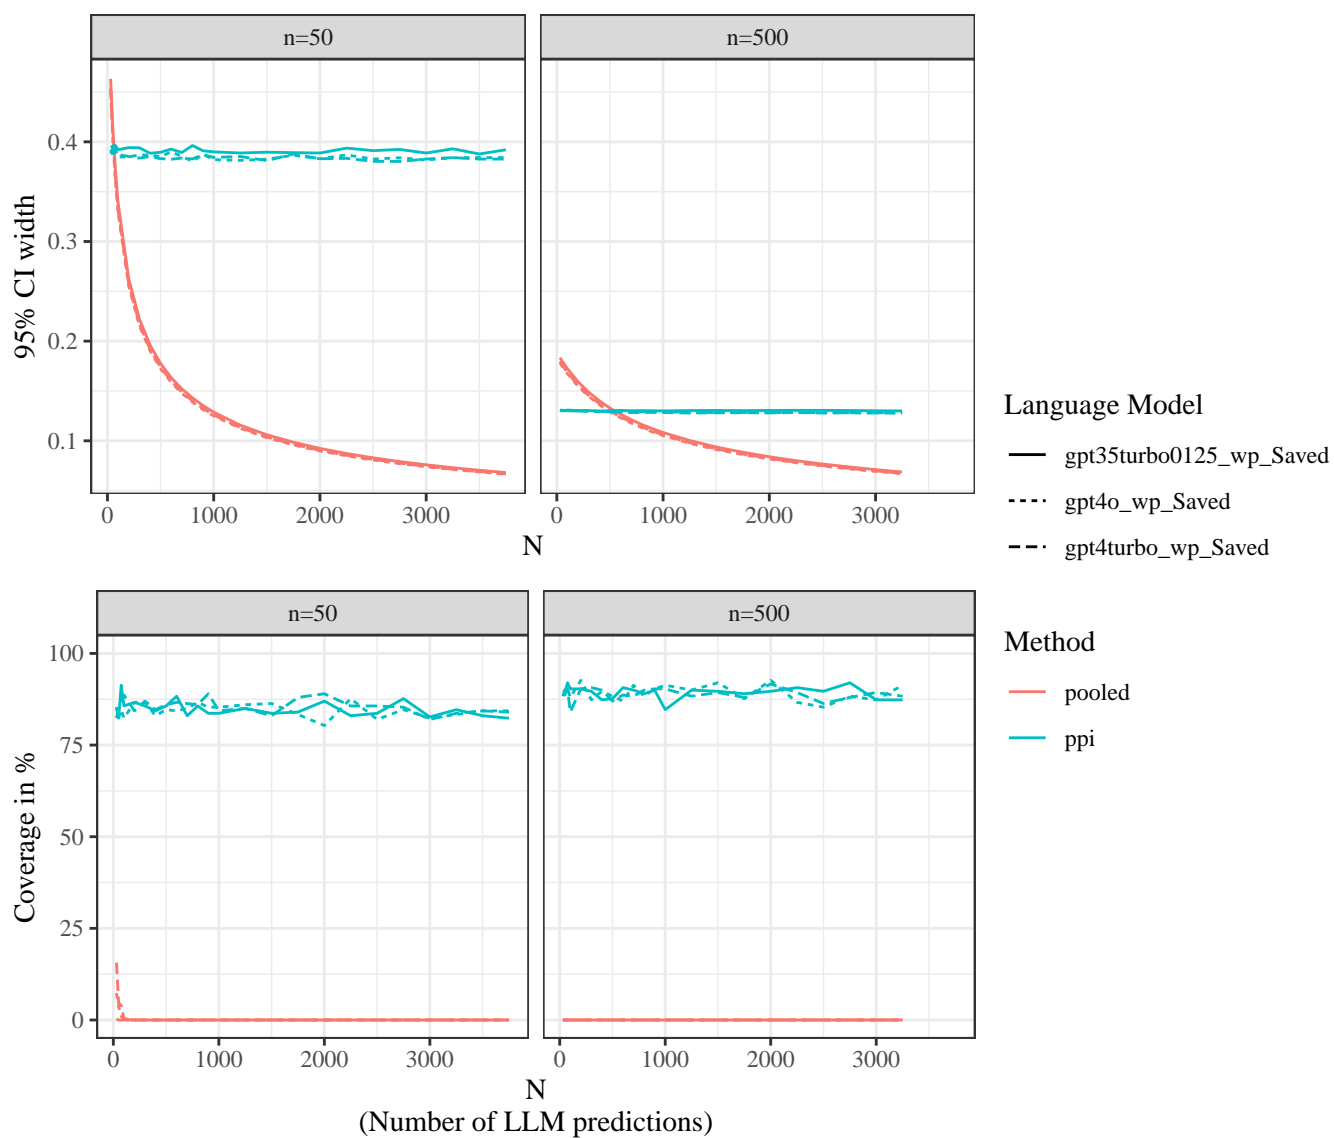 n=50
n=500
0.4
0.3
0.2
0.1
95% CI width
0 1000 2000 3000
0 1000 2000 3000
N
n=50
n=500
100
75
50
25
0
Coverage in %
0 1000 2000 3000
0 1000 2000 3000
N
(Number of LLM predictions)
Language Model
gpt35turbo0125_wp_Saved
gpt4o_wp_Saved
gpt4turbo_wp_Saved
Method
pooled
ppi